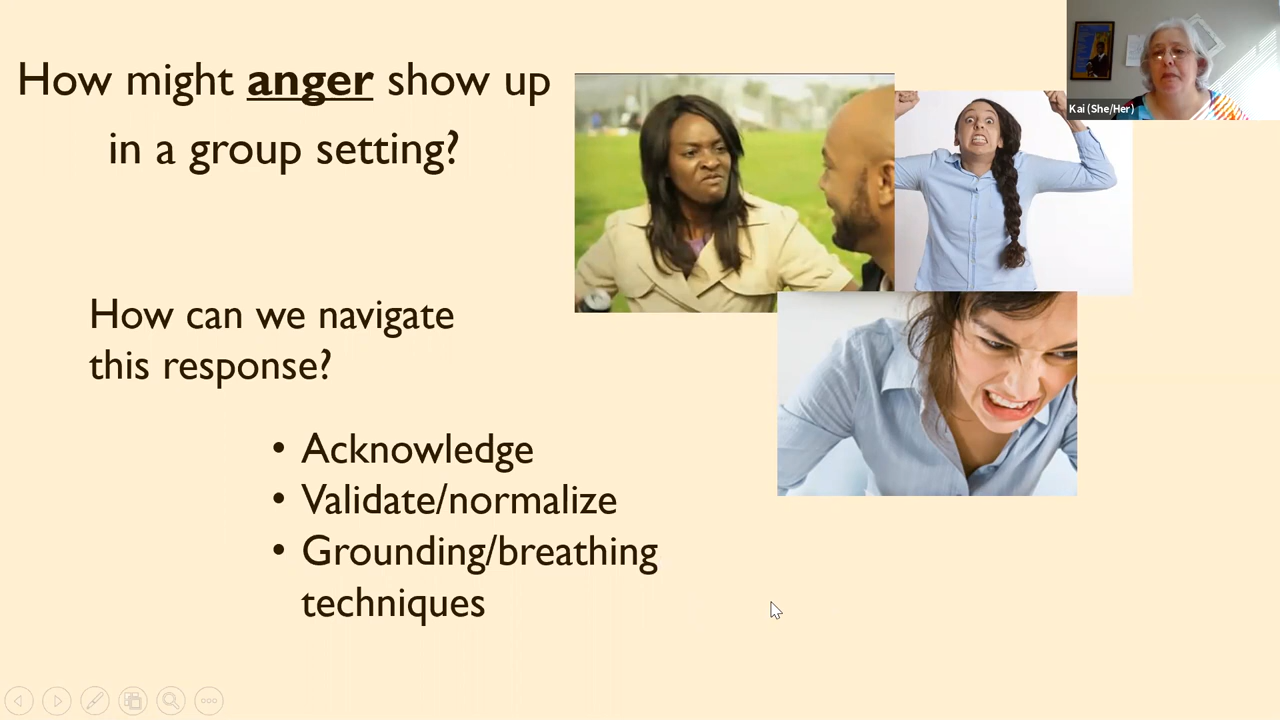 How might anger show up
in a group setting?
How can we navigate
this response?
• Acknowledge
• Validate/normalize
• Grounding/breathing
techniques
Kai (She/Her)